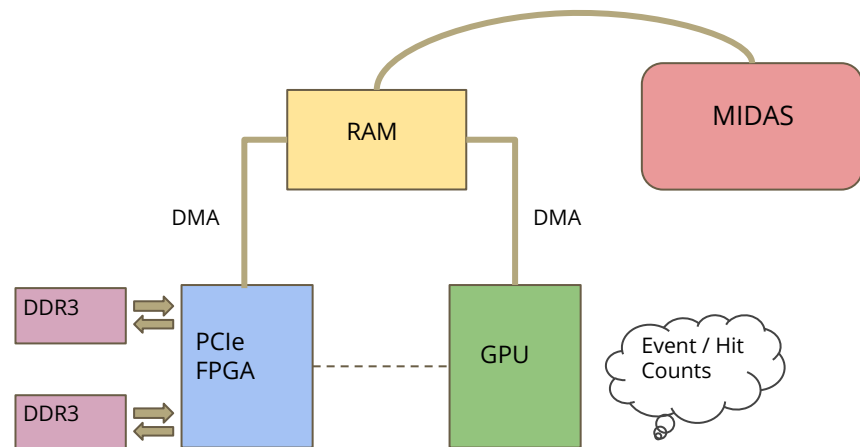 MIDAS
RAM
DMA
DMA
DDR3
PCIe
FPGA
GPU
Event / Hit
Counts
DDR3